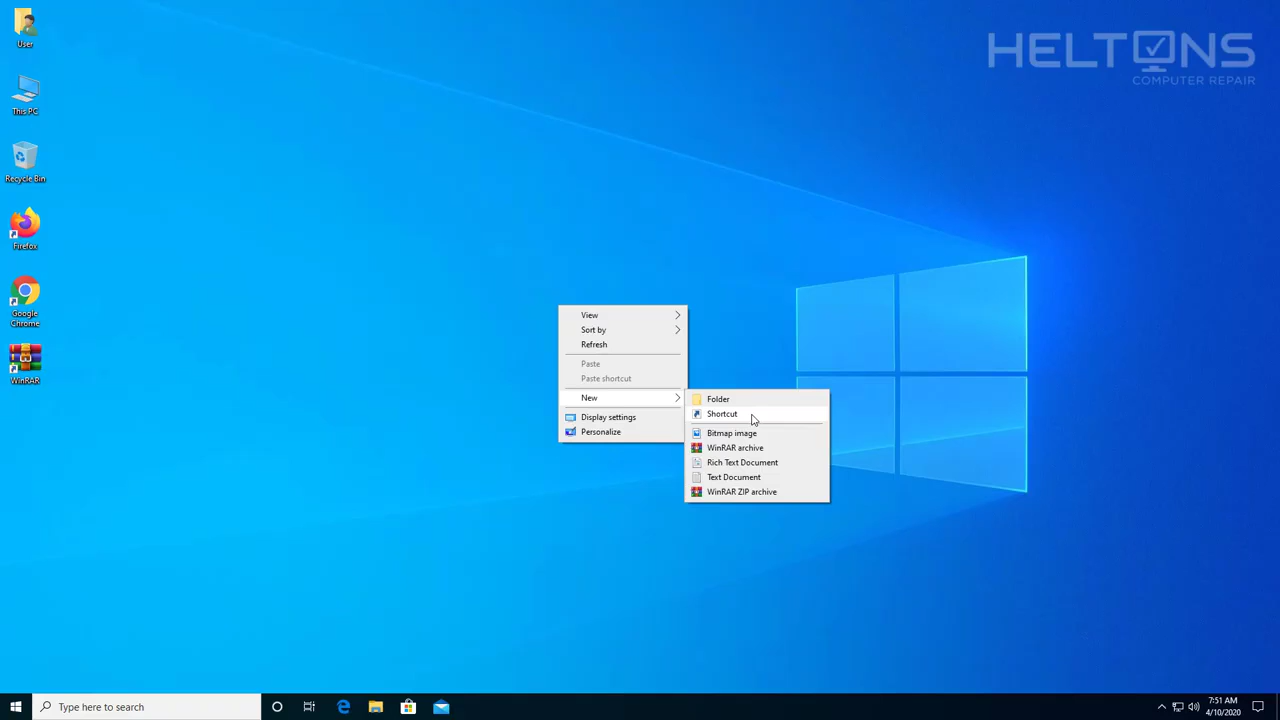 HELTONS
COMPUTER REPAIR
User
This PC
Recycle Bin
Firefox
Google
Chrome
WinRAR
View
Sort by
Refresh
Paste
Paste shortcut
New
Display settings
Personalize
Folder
Shortcut
Bitmap image
WinRAR archive
Rich Text Document
Text Document
WinRAR ZIP archive
Type here to search
7:51 AM
4/10/2020